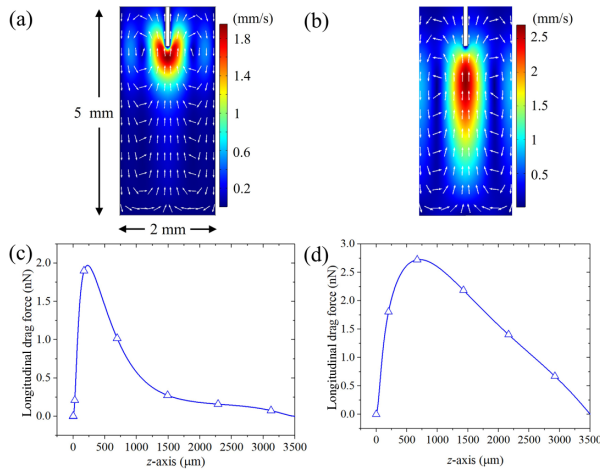 (a)
(mm/s)
1.8
1.4
1
0.6
0.2
5 mm
2 mm
(b)
(mm/s)
2.5
2
1.5
1
0.5
(c)
Longitudinal drag force (nN)
2.0
1.5
1.0
0.5
0.0
0 500 1000 1500 2000 2500 3000 3500
z-axis (μm)
(d)
Longitudinal drag force (nN)
3.0
2.5
2.0
1.5
1.0
0.5
0.0
0 500 1000 1500 2000 2500 3000 3500
z-axis (μm)